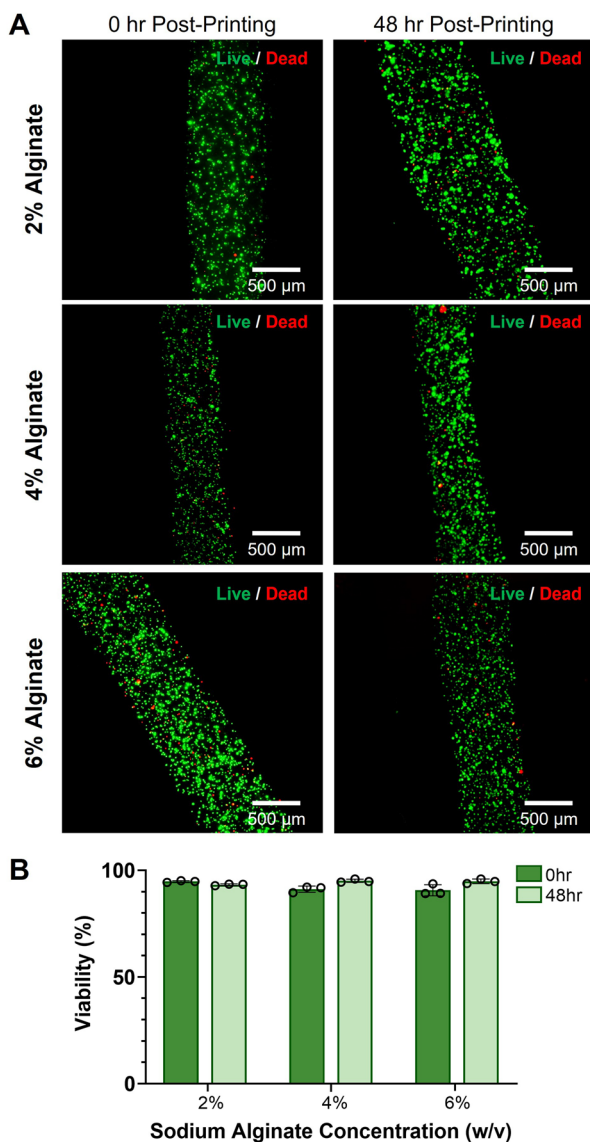 A
0 hr Post-Printing
48 hr Post-Printing
2% Alginate
Live / Dead
500 µm
Live / Dead
500 µm
4% Alginate
Live / Dead
500 µm
Live / Dead
500 µm
6% Alginate
Live / Dead
500 µm
Live / Dead
500 µm
B
Viability (%)
100
50
0
0hr
48hr
2%
4%
6%
Sodium Alginate Concentration (w/v)